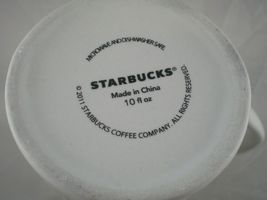 MICROWAVE AND DISHWASHER SAFE.
STARBUCKS®
Made in China
10 fl oz
© 2011 STARBUCKS COFFEE COMPANY. ALL RIGHTS RESERVED.